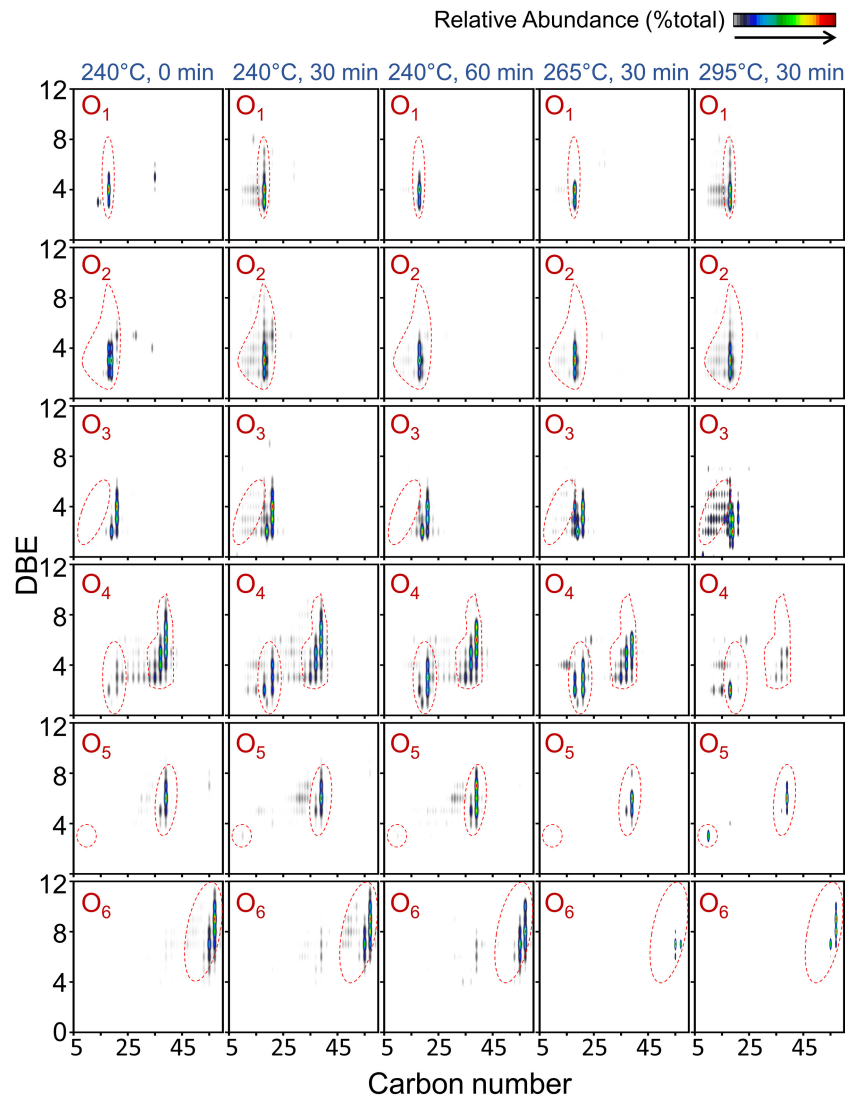 Relative Abundance (%total)
240°C, 0 min 240°C, 30 min 240°C, 60 min 265°C, 30 min 295°C, 30 min
12
O1 O1 O1 O1 O1
8
4
12
O2 O2 O2 O2 O2
8
4
12
O3 O3 O3 O3 O3
8
4
DBE
12
O4 O4 O4 O4 O4
8
4
12
O5 O5 O5 O5 O5
8
4
12
O6 O6 O6 O6 O6
8
4
0
5 25 45 5 25 45 5 25 45 5 25 45 5 25 45
Carbon number